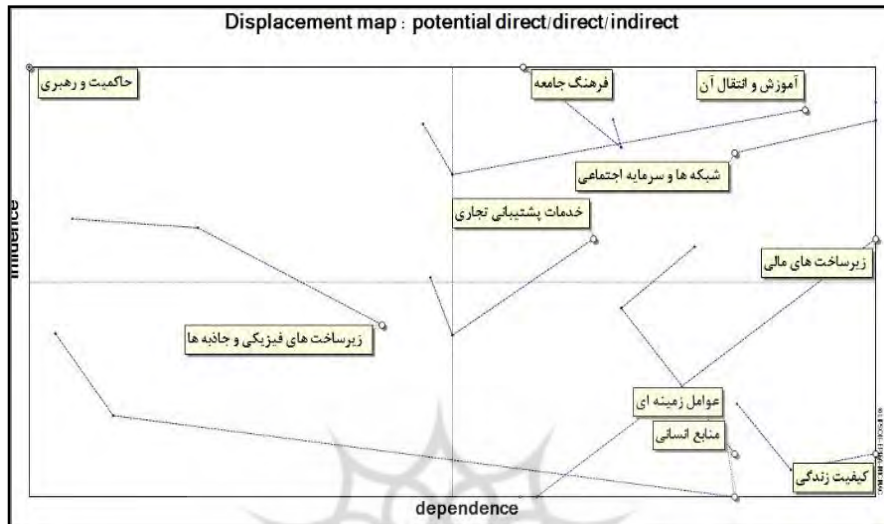 Displacement map : potential direct/direct/indirect
حاکمیت و رهبری
فرهنگ جامعه
آموزش و انتقال آن
شبکه ها و سرمایه اجتماعی
خدمات پشتیبانی تجاری
زیرساخت های مالی
زیرساخت های فیزیکی و جاذبه ها
عوامل زمینه ای
منابع انسانی
کیفیت زندگی
influence
dependence